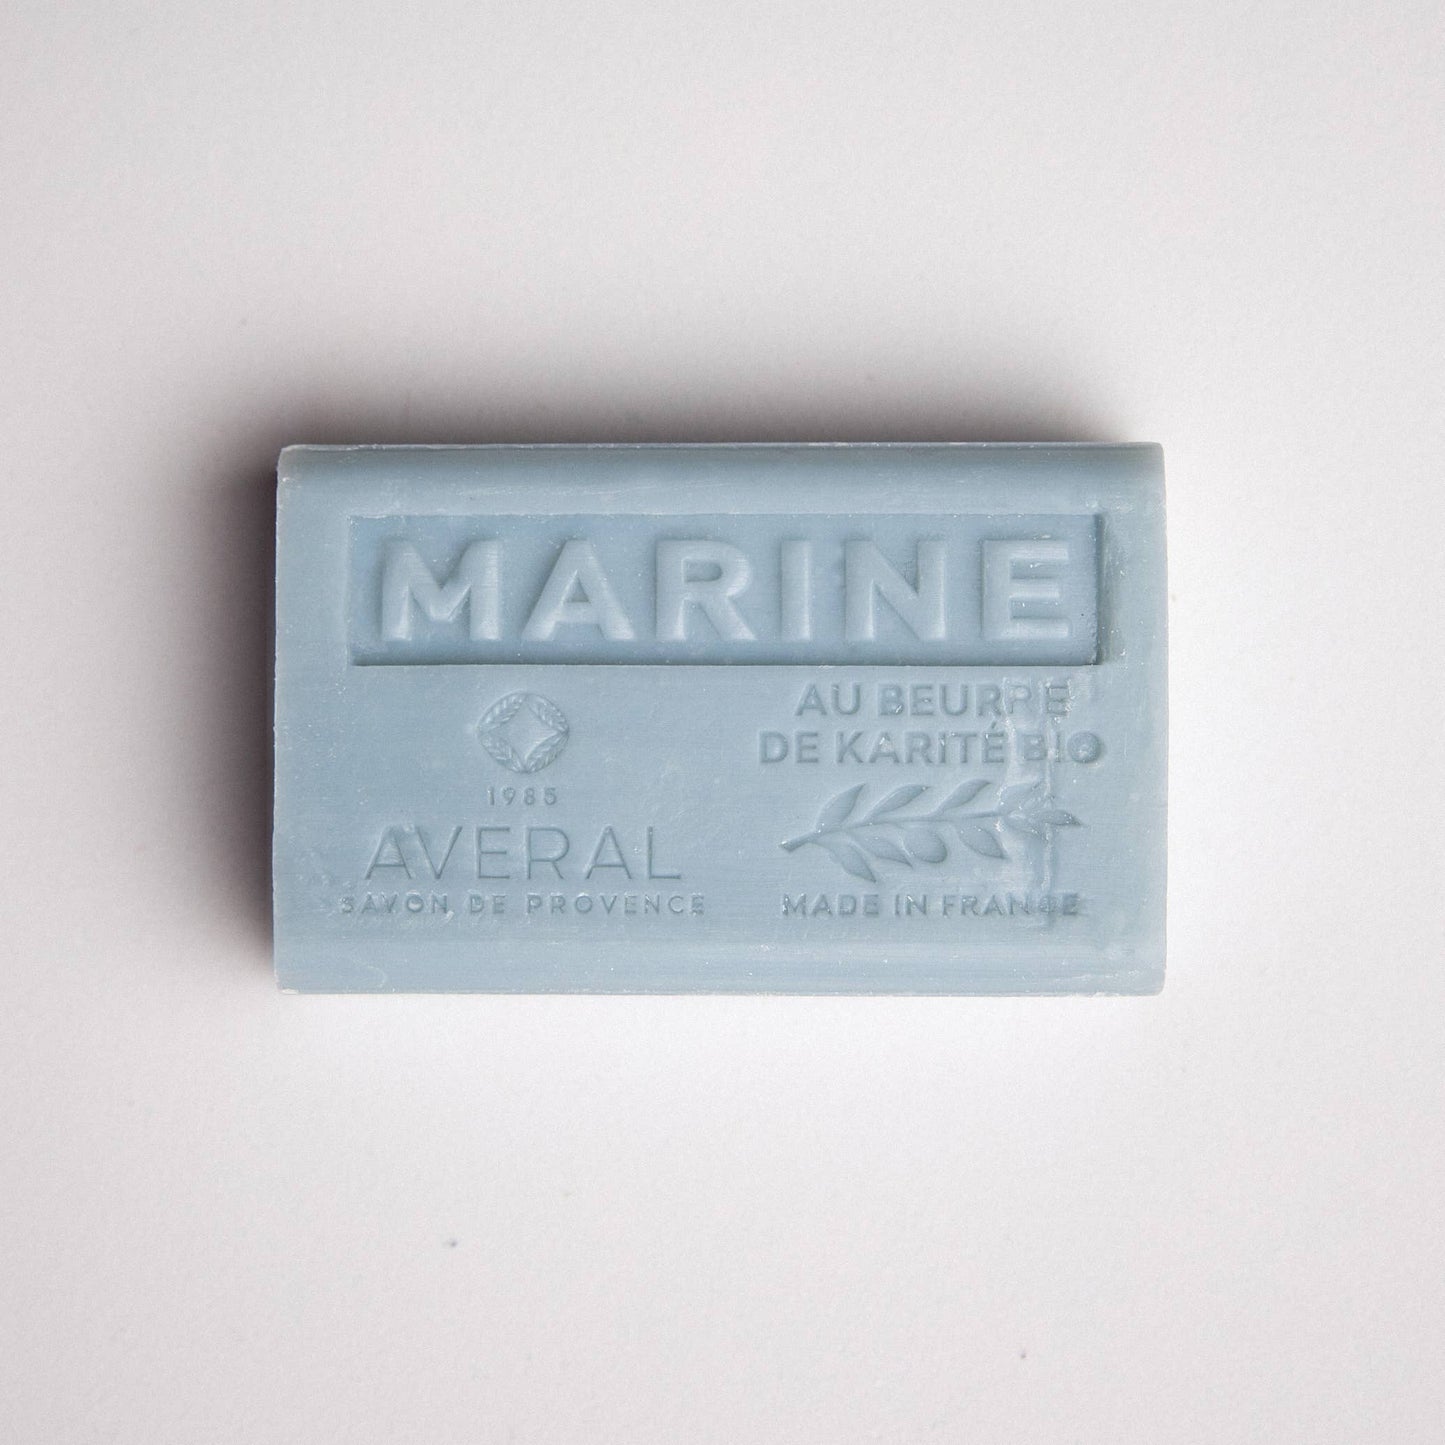 MARINE
1985
AVERAL
SAVON DE PROVENCE
AU BEURRE
DE KARITÉ BIO
MADE IN FRANCE